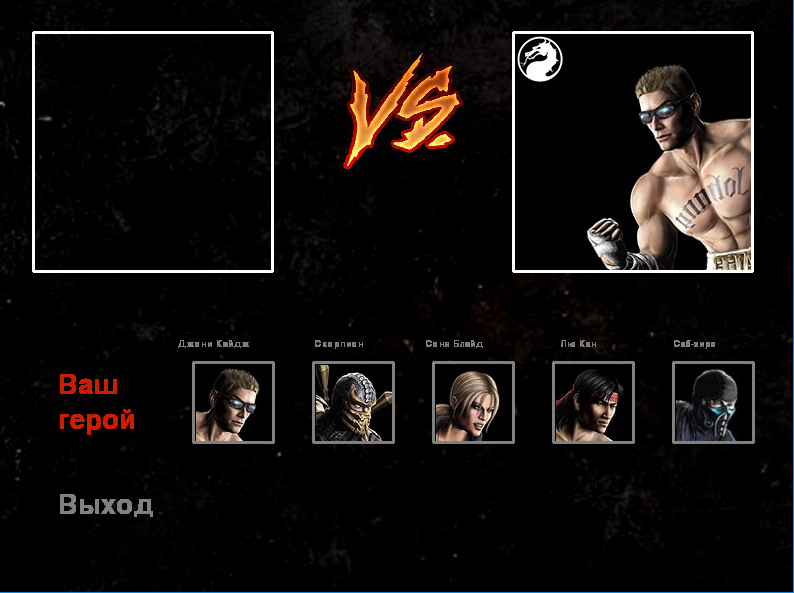 VS.
Джони Кейдж
Скорпион
Соня Блейд
Лю Кан
Саб-зиро
Ваш
герой
Выход